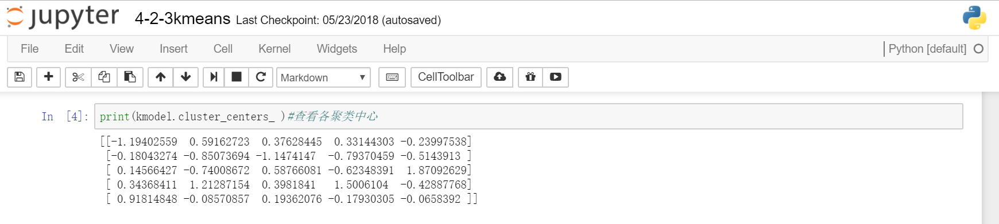 jupyter 4-2-3kmeans Last Checkpoint: 05/23/2018 (autosaved)
File Edit View Insert Cell Kernel Widgets Help Python [default]
Markdown CellToolbar
In [4]: print(kmodel.cluster_centers_ )#查看各聚类中心
[[-1.19402559  0.59162723  0.37628445  0.33144303 -0.23997538]
 [-0.18043274 -0.85073694 -1.1474147  -0.79370459 -0.5143913 ]
 [ 0.14566427 -0.74008672  0.58766081 -0.62348391  1.87092629]
 [ 0.34368411  1.21287154  0.3981841   1.5006104  -0.42887768]
 [ 0.91814848 -0.08570857  0.19362076 -0.17930305 -0.0658392 ]]